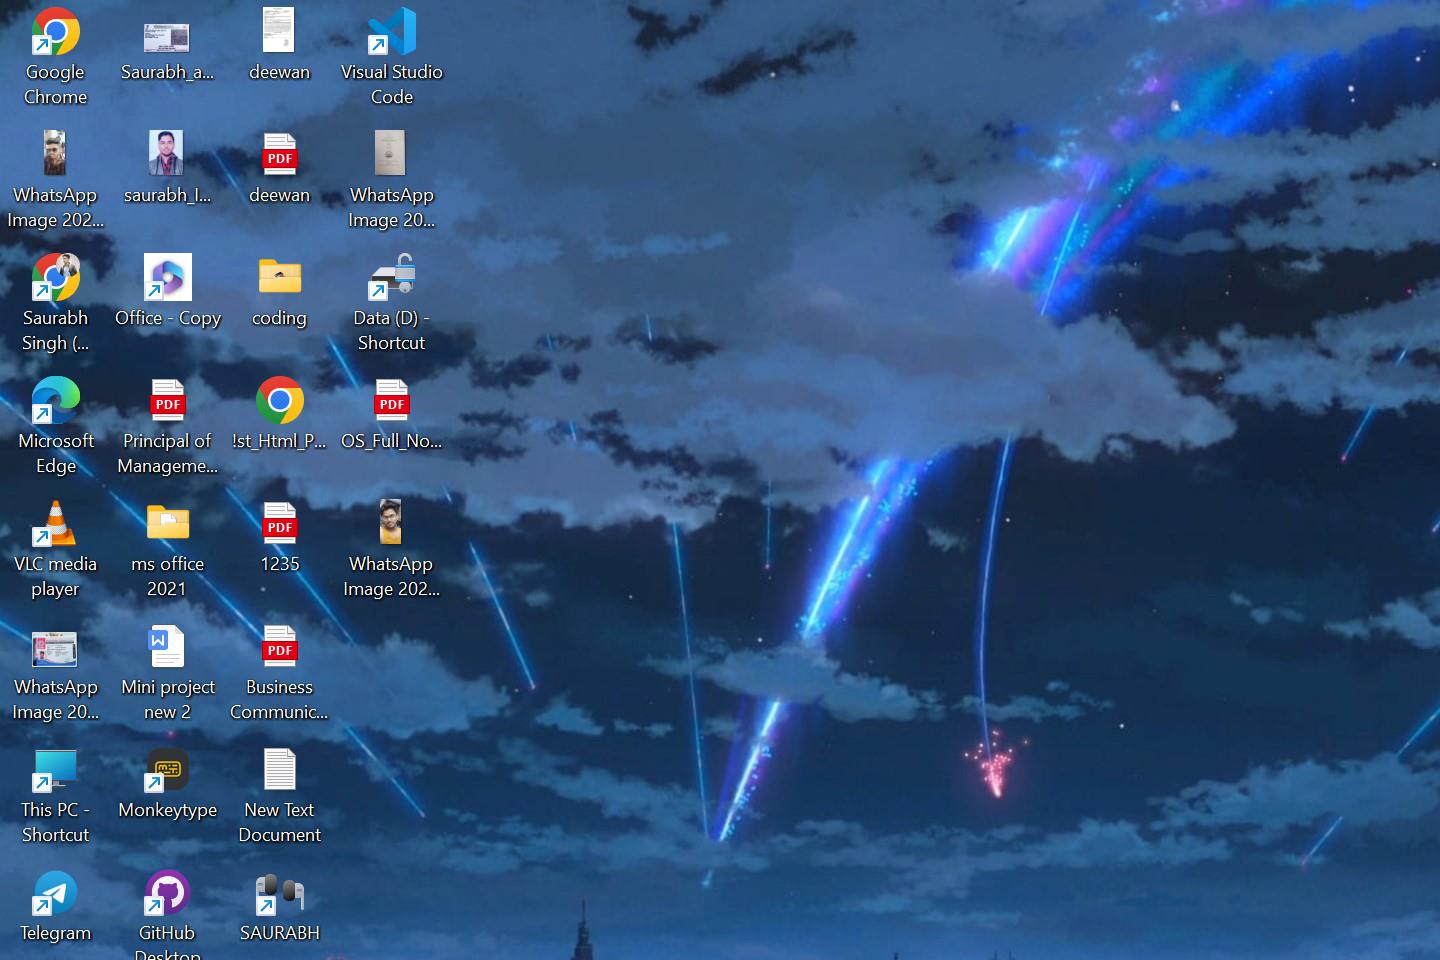 Google
Chrome
Saurabh_a...
deewan
Visual Studio
Code
WhatsApp
Image 202...
saurabh_I...
PDF
deewan
WhatsApp
Image 20...
Saurabh
Singh (...
Office - Copy
coding
Data (D) -
Shortcut
Microsoft
Edge
PDF
Principal of
Manageme...
!st_Html_P...
PDF
OS_Full_No...
VLC media
player
ms office
2021
PDF
1235
WhatsApp
Image 202...
WhatsApp
Image 20...
W
Mini project
new 2
PDF
Business
Communic...
This PC -
Shortcut
Monkeytype
New Text
Document
Telegram
GitHub
Desktop
SAURABH